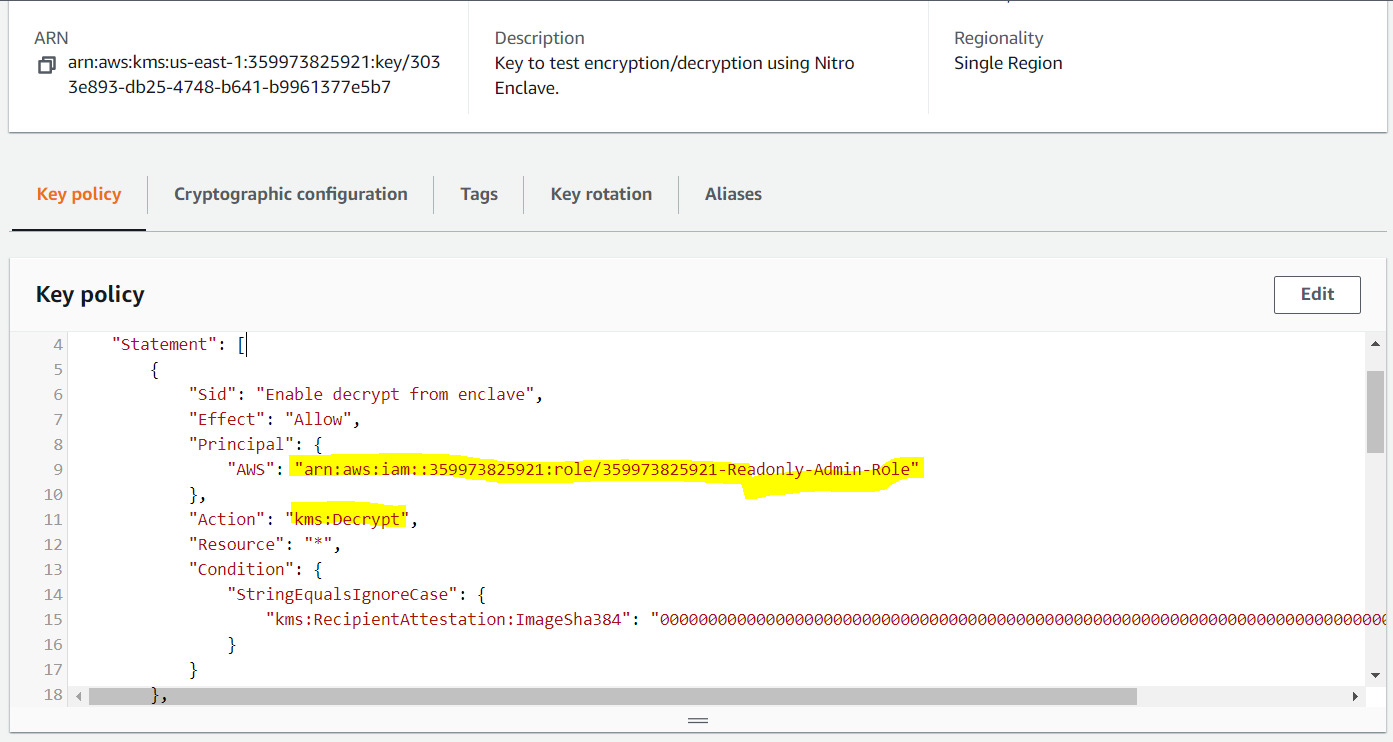 ARN
arn:aws:kms:us-east-1:359973825921:key/303
3e893-db25-4748-b641-b9961377e5b7
Description
Key to test encryption/decryption using Nitro
Enclave.
Regionality
Single Region
Key policy
Cryptographic configuration
Tags
Key rotation
Aliases
Key policy
Edit
4 "Statement": [
5 {
6 "Sid": "Enable decrypt from enclave",
7 "Effect": "Allow",
8 "Principal": {
9 "AWS": "arn:aws:iam::359973825921:role/359973825921-Readonly-Admin-Role"
10 },
11 "Action": "kms:Decrypt",
12 "Resource": "*",
13 "Condition": {
14 "StringEqualsIgnoreCase": {
15 "kms:RecipientAttestation:ImageSha384": "000000000000000000000000000000000000000000000000000000000000000000000000000
16 }
17 }
18 },